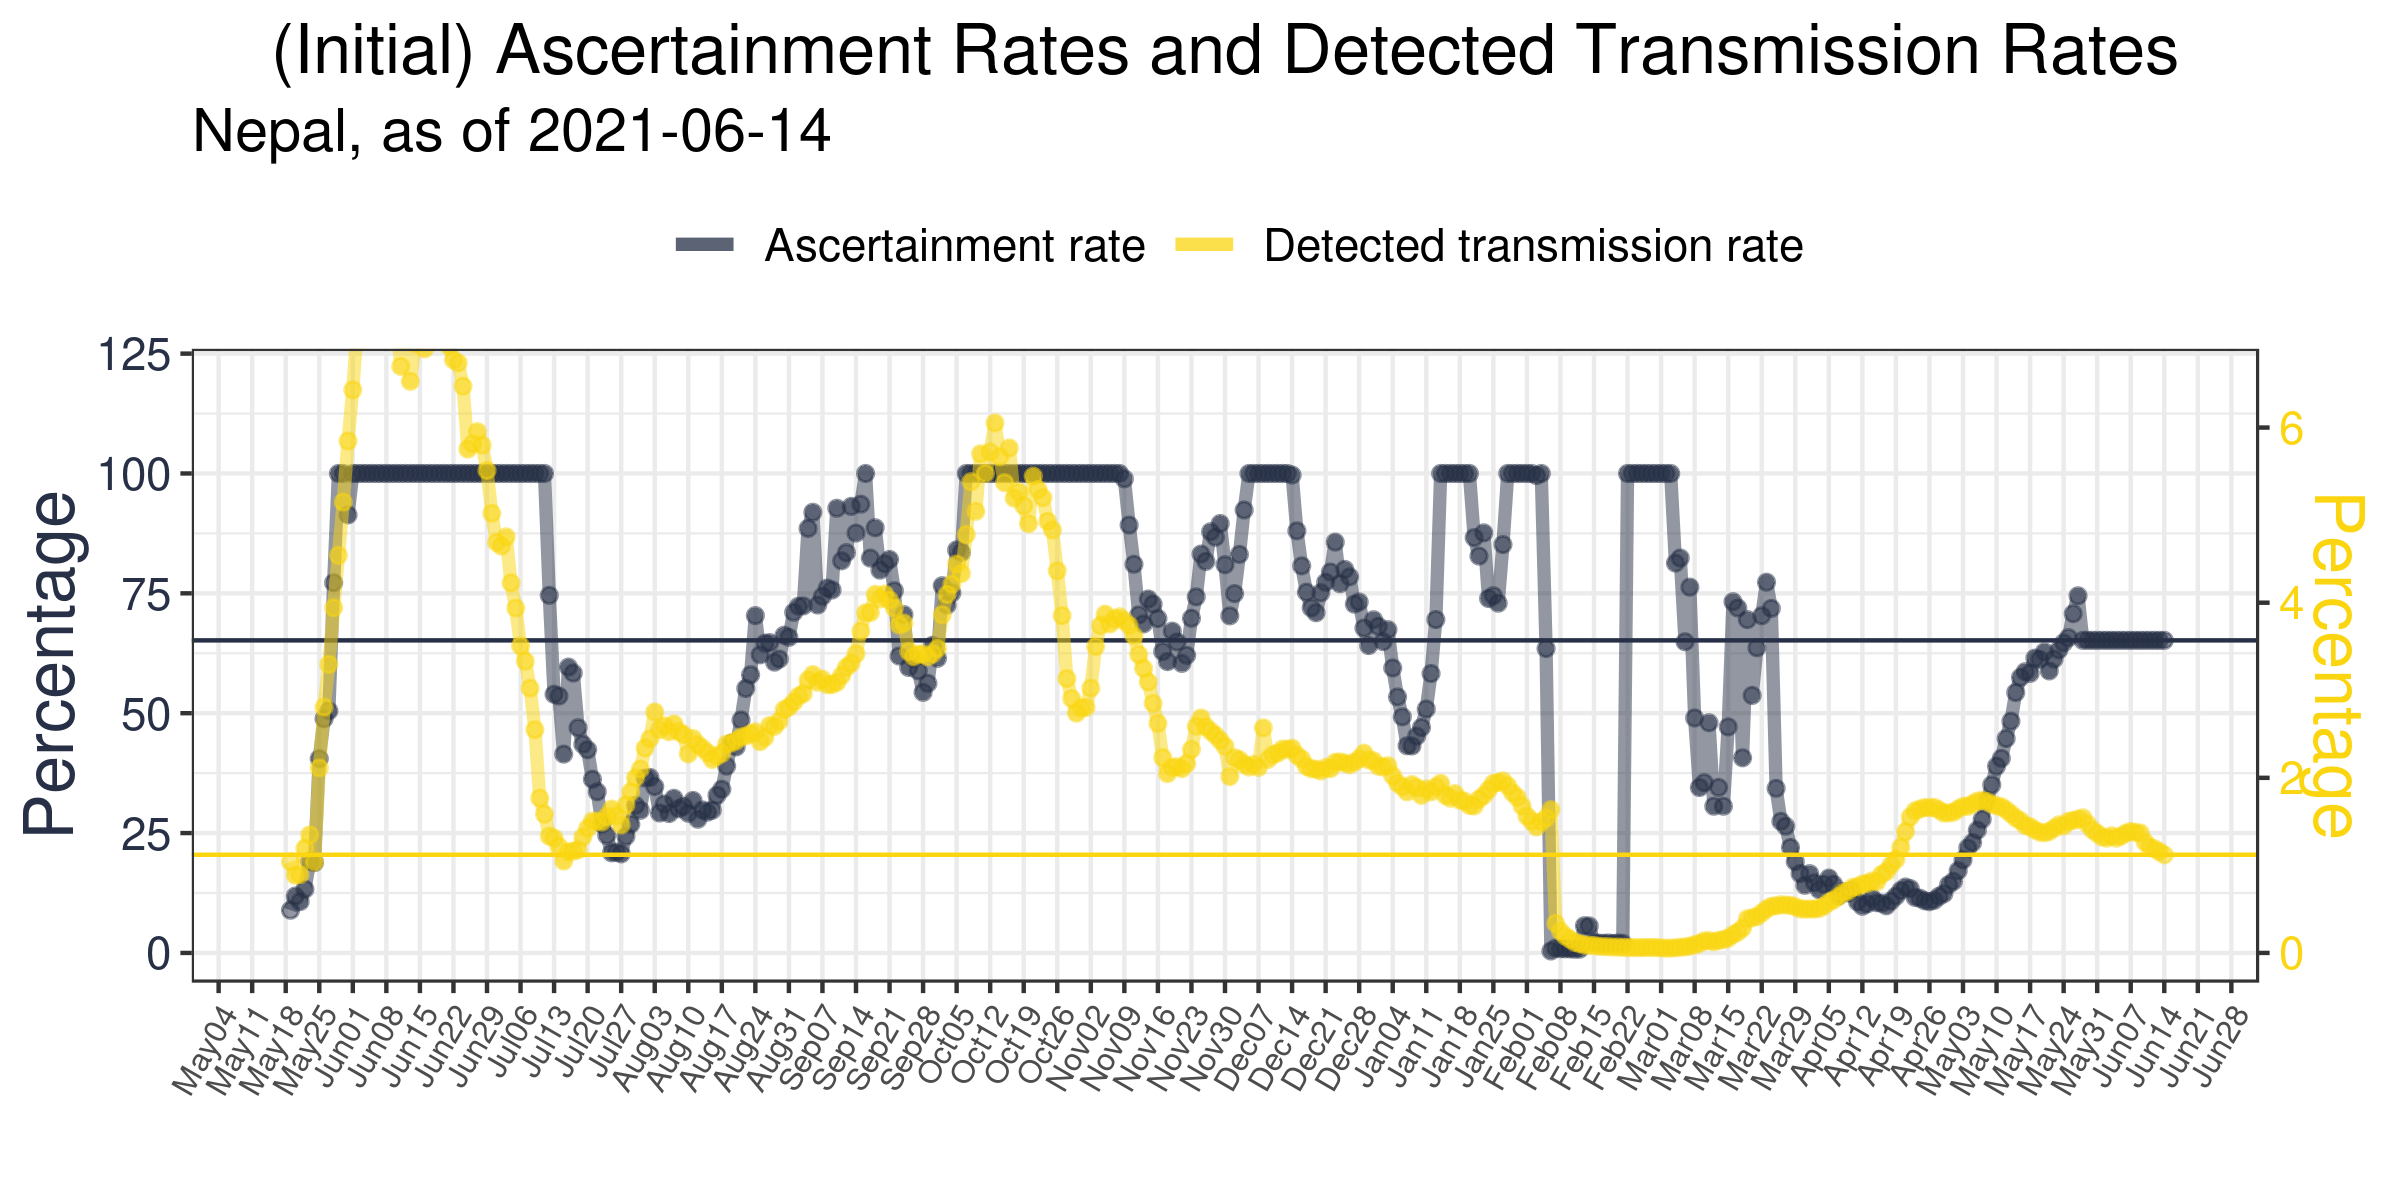 (Initial) Ascertainment Rates and Detected Transmission Rates
Nepal, as of 2021-06-14
Ascertainment rate
Detected transmission rate
Percentage
125
100
75
50
25
0
6
4
2
0
Percentage
May04
May11
May18
May25
Jun01
Jun08
Jun15
Jun22
Jun29
Jul06
Jul13
Jul20
Jul27
Aug03
Aug10
Aug17
Aug24
Aug31
Sep07
Sep14
Sep21
Sep28
Oct05
Oct12
Oct19
Oct26
Nov02
Nov09
Nov16
Nov23
Nov30
Dec07
Dec14
Dec21
Dec28
Jan04
Jan11
Jan18
Jan25
Feb01
Feb08
Feb15
Feb22
Mar01
Mar08
Mar15
Mar22
Mar29
Apr05
Apr12
Apr19
Apr26
May03
May10
May17
May24
May31
Jun07
Jun14
Jun21
Jun28